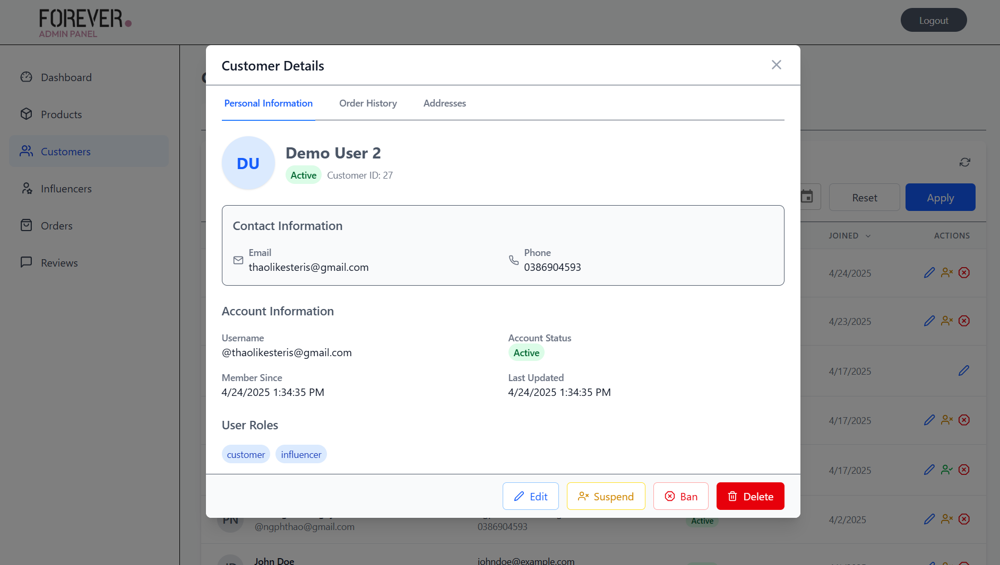 FOREVER.
ADMIN PANEL
Logout
Dashboard
Products
Customers
Influencers
Orders
Reviews
Customer Details
Personal Information
Order History
Addresses
DU
Demo User 2
Active
Customer ID: 27
Contact Information
Email
thaolikesteris@gmail.com
Phone
0386904593
Account Information
Username
@thaolikesteris@gmail.com
Account Status
Active
Member Since
4/24/2025 1:34:35 PM
Last Updated
4/24/2025 1:34:35 PM
User Roles
customer
influencer
Edit
Suspend
Ban
Delete
Reset
Apply
JOINED
ACTIONS
4/24/2025
4/23/2025
4/17/2025
4/17/2025
4/17/2025
PN
@ngphthao@gmail.com
0386904593
Active
4/2/2025
John Doe
johndoe@example.com